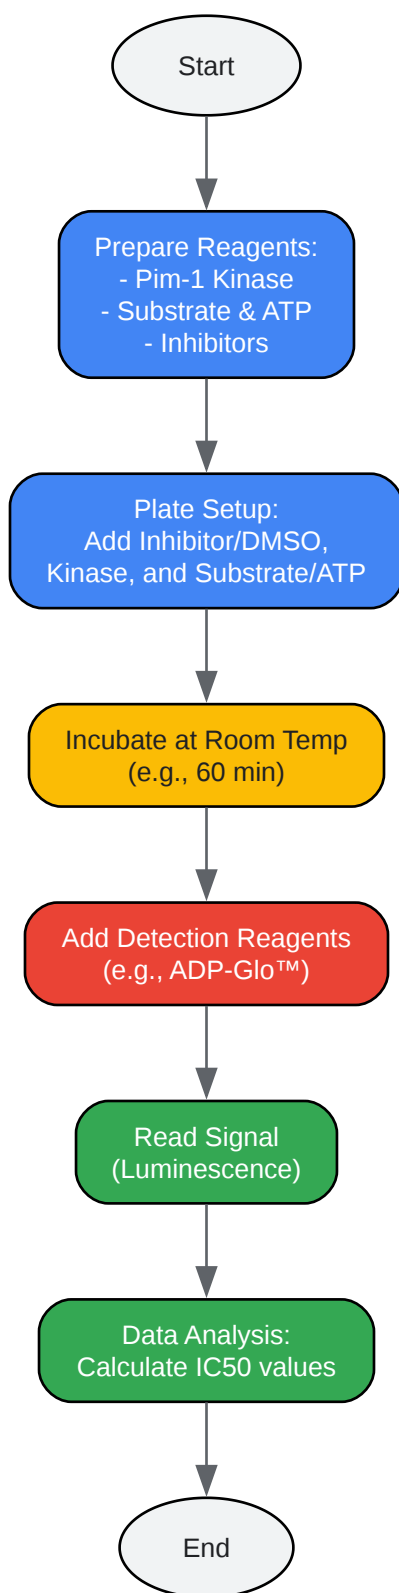 Start
Prepare Reagents:
- Pim-1 Kinase
- Substrate & ATP
- Inhibitors
Plate Setup:
Add Inhibitor/DMSO,
Kinase, and Substrate/ATP
Incubate at Room Temp
(e.g., 60 min)
Add Detection Reagents
(e.g., ADP-Glo™)
Read Signal
(Luminescence)
Data Analysis:
Calculate IC50 values
End